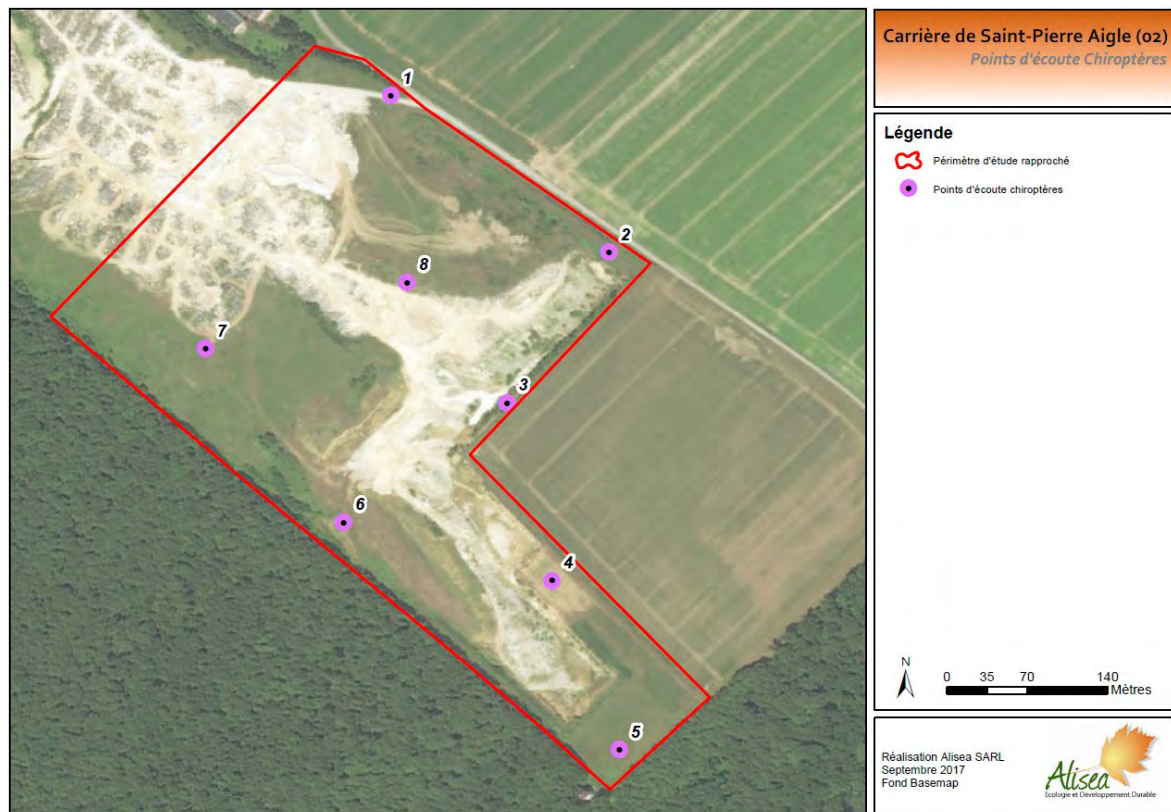 Carrière de Saint-Pierre Aigle (02)
Points d'écoute Chiroptères
Légende
Périmètre d'étude rapproché
Points d'écoute chiroptères
1
2
8
7
3
6
4
5
N
0 35 70 140
Mètres
Réalisation Alisea SARL
Septembre 2017
Fond Basemap
Alisea
Ecologie et Développement Durable